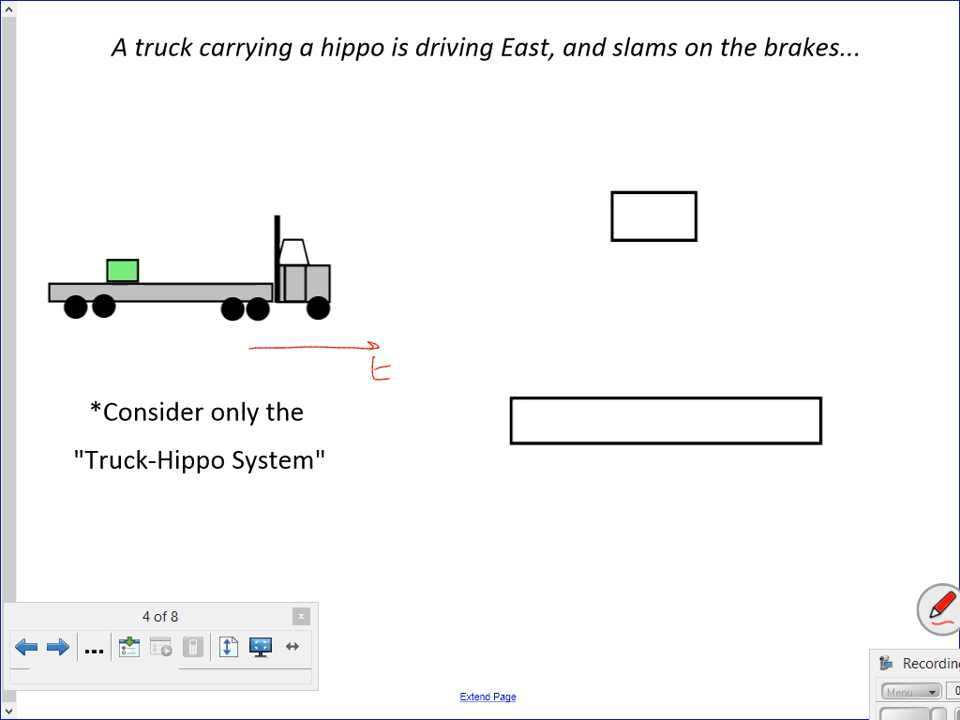 A truck carrying a hippo is driving East, and slams on the brakes...
E
*Consider only the
"Truck-Hippo System"
4 of 8
x
...
Extend Page
Recording
Menu
0